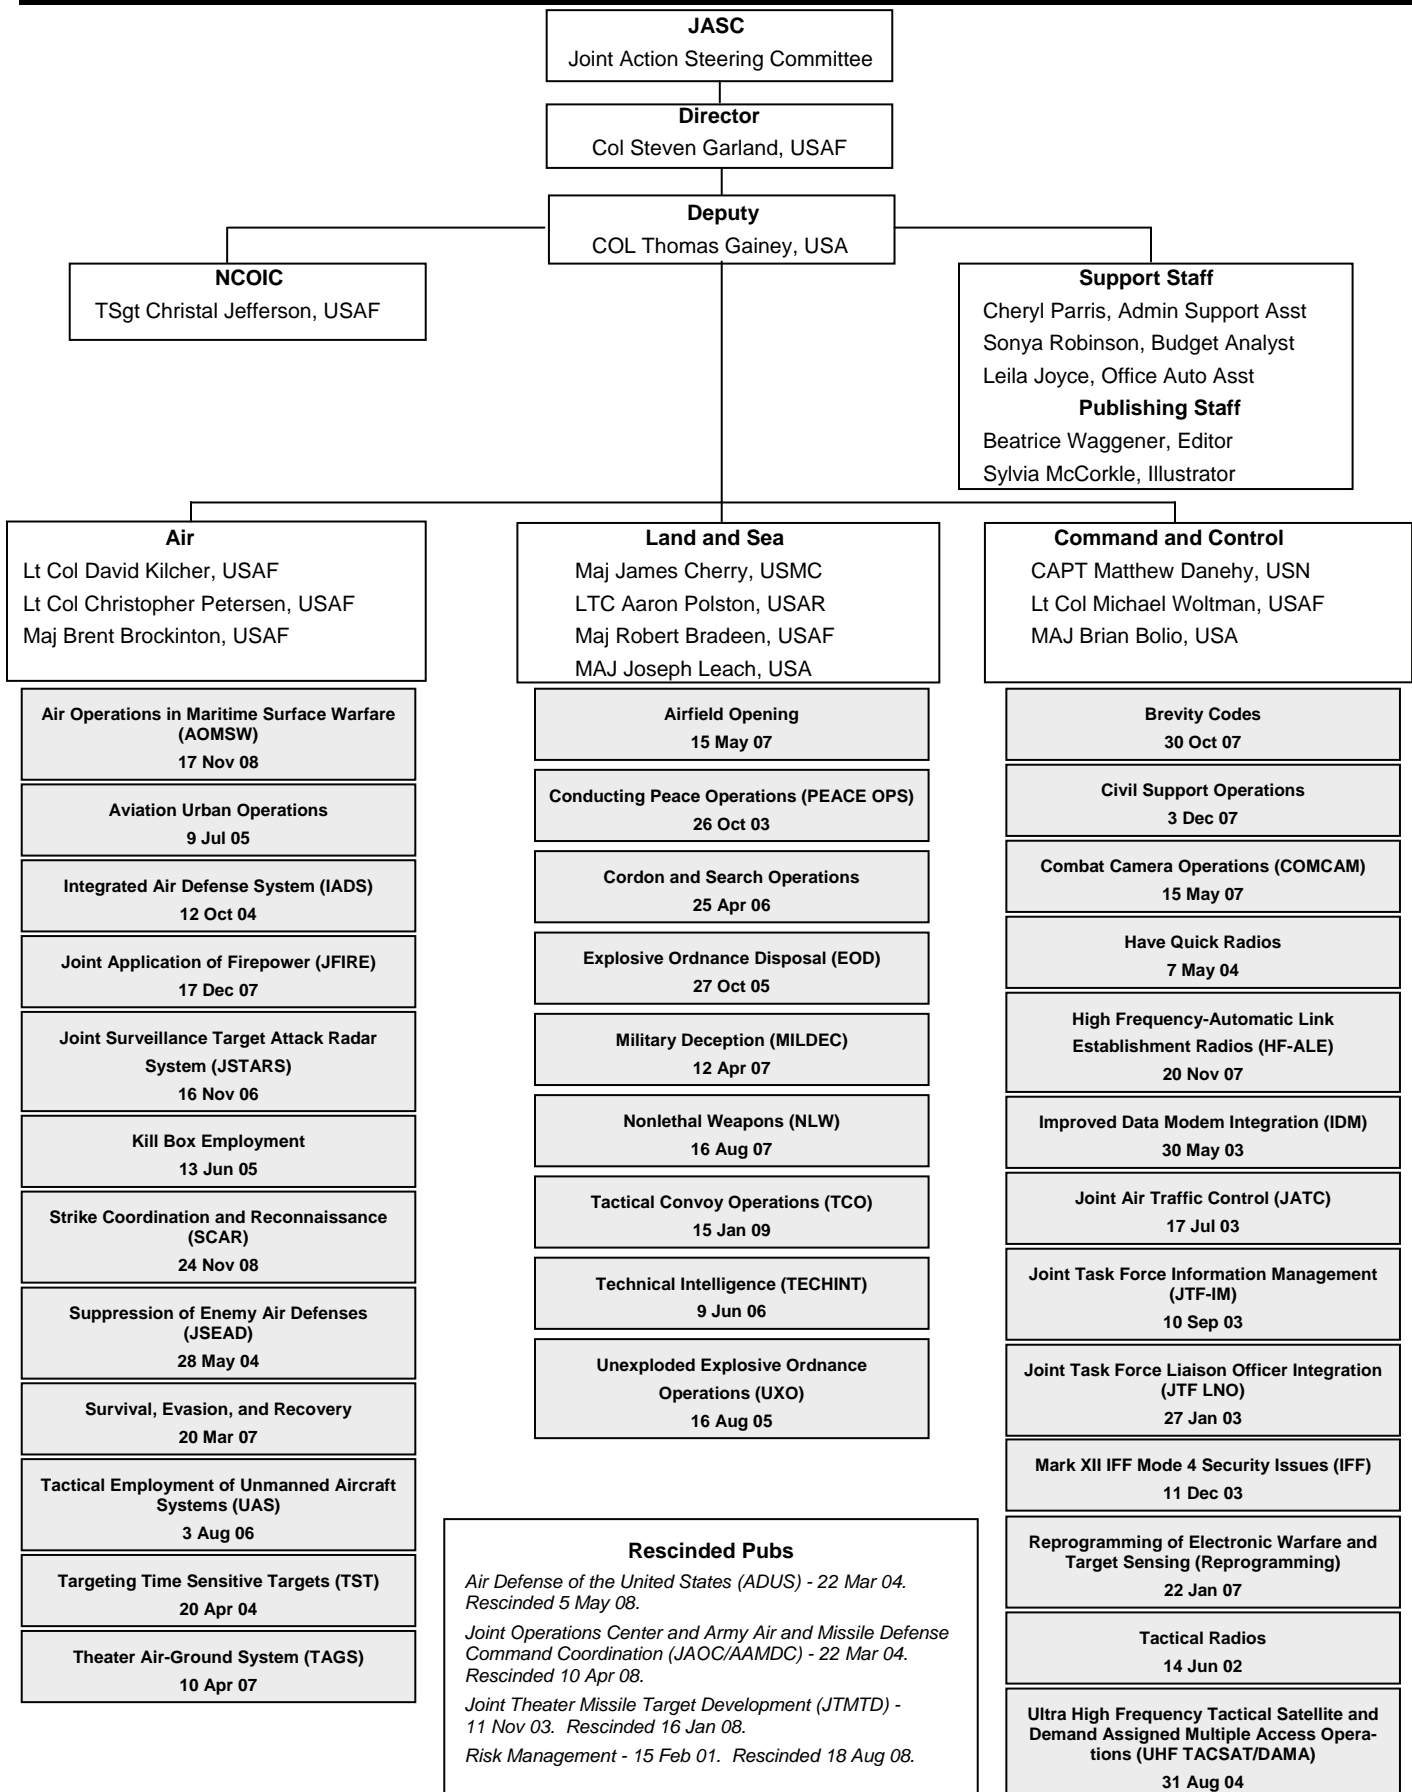 JASC
Joint Action Steering Committee
Director
Col Steven Garland, USAF
Deputy
COL Thomas Gainey, USA
NCOIC
TSgt Christal Jefferson, USAF
Support Staff
Cheryl Parris, Admin Support Asst
Sonya Robinson, Budget Analyst
Leila Joyce, Office Auto Asst
Publishing Staff
Beatrice Waggener, Editor
Sylvia McCorkle, Illustrator
Air
Lt Col David Kilcher, USAF
Lt Col Christopher Petersen, USAF
Maj Brent Brockinton, USAF
Land and Sea
Maj James Cherry, USMC
LTC Aaron Polston, USAR
Maj Robert Bradeen, USAF
MAJ Joseph Leach, USA
Command and Control
CAPT Matthew Danehy, USN
Lt Col Michael Woltman, USAF
MAJ Brian Bolio, USA
Air Operations in Maritime Surface Warfare
(AOMSW)
17 Nov 08
Aviation Urban Operations
9 Jul 05
Integrated Air Defense System (IADS)
12 Oct 04
Joint Application of Firepower (JFIRE)
17 Dec 07
Joint Surveillance Target Attack Radar
System (JSTARS)
16 Nov 06
Kill Box Employment
13 Jun 05
Strike Coordination and Reconnaissance
(SCAR)
24 Nov 08
Suppression of Enemy Air Defenses
(JSEAD)
28 May 04
Survival, Evasion, and Recovery
20 Mar 07
Tactical Employment of Unmanned Aircraft
Systems (UAS)
3 Aug 06
Targeting Time Sensitive Targets (TST)
20 Apr 04
Theater Air-Ground System (TAGS)
10 Apr 07
Airfield Opening
15 May 07
Conducting Peace Operations (PEACE OPS)
26 Oct 03
Cordon and Search Operations
25 Apr 06
Explosive Ordnance Disposal (EOD)
27 Oct 05
Military Deception (MILDEC)
12 Apr 07
Nonlethal Weapons (NLW)
16 Aug 07
Tactical Convoy Operations (TCO)
15 Jan 09
Technical Intelligence (TECHINT)
9 Jun 06
Unexploded Explosive Ordnance
Operations (UXO)
16 Aug 05
Rescinded Pubs
Air Defense of the United States (ADUS) - 22 Mar 04.
Rescinded 5 May 08.
Joint Operations Center and Army Air and Missile Defense
Command Coordination (JAOC/AAMDC) - 22 Mar 04.
Rescinded 10 Apr 08.
Joint Theater Missile Target Development (JTMTD) -
11 Nov 03. Rescinded 16 Jan 08.
Risk Management - 15 Feb 01. Rescinded 18 Aug 08.
Brevity Codes
30 Oct 07
Civil Support Operations
3 Dec 07
Combat Camera Operations (COMCAM)
15 May 07
Have Quick Radios
7 May 04
High Frequency-Automatic Link
Establishment Radios (HF-ALE)
20 Nov 07
Improved Data Modem Integration (IDM)
30 May 03
Joint Air Traffic Control (JATC)
17 Jul 03
Joint Task Force Information Management
(JTF-IM)
10 Sep 03
Joint Task Force Liaison Officer Integration
(JTF LNO)
27 Jan 03
Mark XII IFF Mode 4 Security Issues (IFF)
11 Dec 03
Reprogramming of Electronic Warfare and
Target Sensing (Reprogramming)
22 Jan 07
Tactical Radios
14 Jun 02
Ultra High Frequency Tactical Satellite and
Demand Assigned Multiple Access Opera-
tions (UHF TACSAT/DAMA)
31 Aug 04